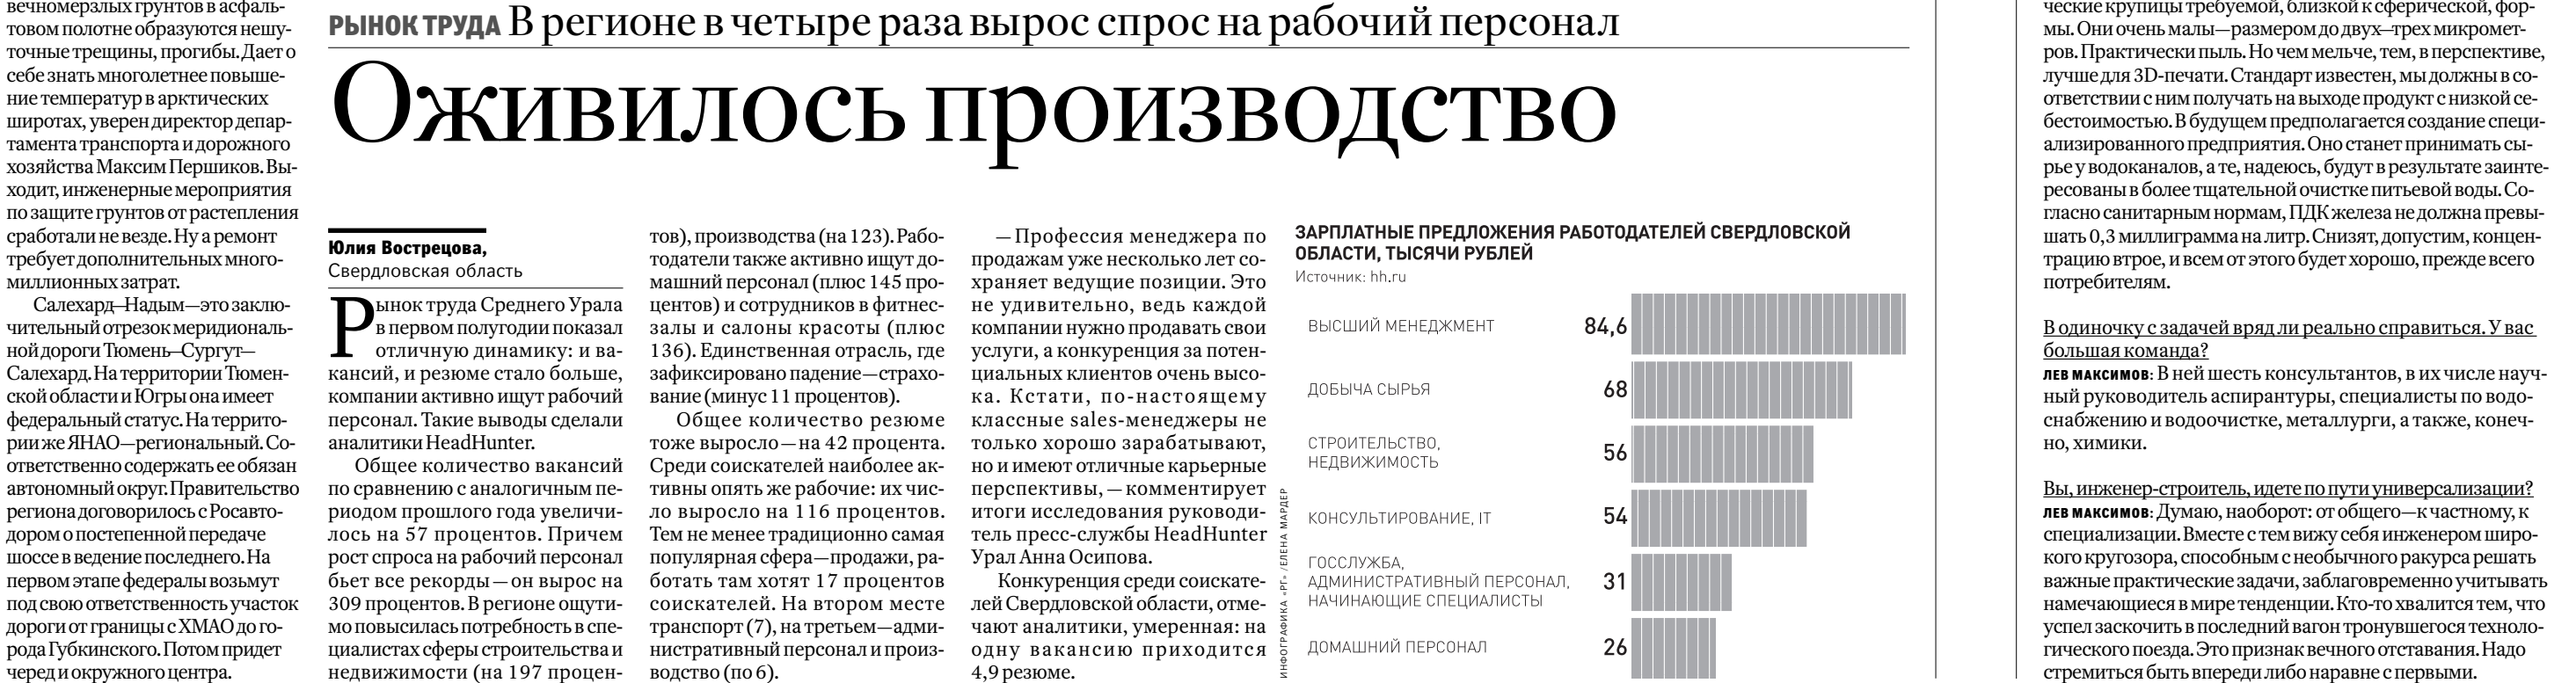 вечномерзлых грунтов в асфаль-
товом полотне образуются нешу-
точные трещины, прогибы. Дает о
себе знать многолетнее повыше-
ние температур в арктических
широтах, уверен директор депар-
тамента транспорта и дорожного
хозяйства Максим Першиков. Вы-
ходит, инженерные мероприятия
по защите грунтов от растепления
сработали не везде. Ну а ремонт
требует дополнительных много-
миллионных затрат.
Салехард—Надым—это заклю-
чительный отрезок меридиональ-
ной дороги Тюмень—Сургут—
Салехард. На территории Тюмен-
ской области и Югры она имеет
федеральный статус. На террито-
рии же ЯНАО—региональный. Со-
ответственно содержать ее обязан
автономный округ. Правительство
региона договорилось с Росавто-
дором о постепенной передаче
шоссе в ведение последнего. На
первом этапе федералы возьмут
под свою ответственность участок
дороги от границы с ХМАО до го-
рода Губкинского. Потом придет
черед и окружного центра.
РЫНОК ТРУДА В регионе в четыре раза вырос спрос на рабочий персонал
Оживилось производство
Юлия Вострецова,
Свердловская область
Рынок труда Среднего Урала
в первом полугодии показал
отличную динамику: и ва-
кансий, и резюме стало больше,
компании активно ищут рабочий
персонал. Такие выводы сделали
аналитики HeadHunter.
Общее количество вакансий
по сравнению с аналогичным пе-
риодом прошлого года увеличи-
лось на 57 процентов. Причем
рост спроса на рабочий персонал
бьет все рекорды — он вырос на
309 процентов. В регионе ощути-
мо повысилась потребность в спе-
циалистах сферы строительства и
недвижимости (на 197 процен-
тов), производства (на 123). Рабо-
тодатели также активно ищут до-
машний персонал (плюс 145 про-
центов) и сотрудников в фитнес-
залы и салоны красоты (плюс
136). Единственная отрасль, где
зафиксировано падение—страхо-
вание (минус 11 процентов).
Общее количество резюме
тоже выросло—на 42 процента.
Среди соискателей наиболее ак-
тивны опять же рабочие: их чис-
ло выросло на 116 процентов.
Тем не менее традиционно самая
популярная сфера—продажи, ра-
ботать там хотят 17 процентов
соискателей. На втором месте
транспорт (7), на третьем—адми-
нистративный персонал и произ-
водство (по 6).
— Профессия менеджера по
продажам уже несколько лет со-
храняет ведущие позиции. Это
не удивительно, ведь каждой
компании нужно продавать свои
услуги, а конкуренция за потен-
циальных клиентов очень высо-
ка. Кстати, по-настоящему
классные sales-менеджеры не
только хорошо зарабатывают,
но и имеют отличные карьерные
перспективы, — комментирует
итоги исследования руководи-
тель пресс-службы HeadHunter
Урал Анна Осипова.
Конкуренция среди соискате-
лей Свердловской области, отме-
чают аналитики, умеренная: на
одну вакансию приходится
4,9 резюме.
ЗАРПЛАТНЫЕ ПРЕДЛОЖЕНИЯ РАБОТОДАТЕЛЕЙ СВЕРДЛОВСКОЙ
ОБЛАСТИ, ТЫСЯЧИ РУБЛЕЙ
Источник: hh.ru
ВЫСШИЙ МЕНЕДЖМЕНТ 84,6
ДОБЫЧА СЫРЬЯ 68
СТРОИТЕЛЬСТВО,
НЕДВИЖИМОСТЬ 56
КОНСУЛЬТИРОВАНИЕ, IT 54
ГОССЛУЖБА,
АДМИНИСТРАТИВНЫЙ ПЕРСОНАЛ, 31
НАЧИНАЮЩИЕ СПЕЦИАЛИСТЫ
ДОМАШНИЙ ПЕРСОНАЛ 26
ИНФОГРАФИКА «РГ» / ЕЛЕНА МАРДЕР
ческие крупицы требуемой, близкой к сферической, фор-
мы. Они очень малы—размером до двух—трех микромет-
ров. Практически пыль. Но чем мельче, тем, в перспективе,
лучше для 3D-печати. Стандарт известен, мы должны в со-
ответствии с ним получать на выходе продукт с низкой се-
бестоимостью. В будущем предполагается создание специ-
ализированного предприятия. Оно станет принимать сы-
рье у водоканалов, а те, надеюсь, будут в результате заинте-
ресованы в более тщательной очистке питьевой воды. Со-
гласно санитарным нормам, ПДК железа не должна превы-
шать 0,3 миллиграмма на литр. Снизят, допустим, концен-
трацию втрое, и всем от этого будет хорошо, прежде всего
потребителям.
В одиночку с задачей вряд ли реально справиться. У вас
большая команда?
ЛЕВ МАКСИМОВ: В ней шесть консультантов, в их числе науч-
ный руководитель аспирантуры, специалисты по водо-
снабжению и водоочистке, металлурги, а также, конеч-
но, химики.
Вы, инженер-строитель, идете по пути универсализации?
ЛЕВ МАКСИМОВ: Думаю, наоборот: от общего—к частному, к
специализации. Вместе с тем вижу себя инженером широ-
кого кругозора, способным с необычного ракурса решать
важные практические задачи, заблаговременно учитывать
намечающиеся в мире тенденции. Кто-то хвалится тем, что
успел заскочить в последний вагон тронувшегося техноло-
гического поезда. Это признак вечного отставания. Надо
стремиться быть впереди либо наравне с первыми.